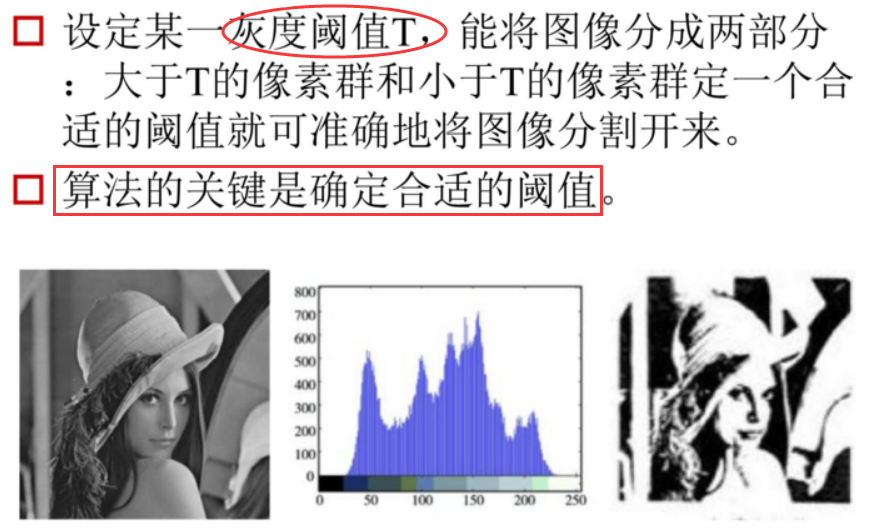 设定某一灰度阈值T，能将图像分成两部分
：大于T的像素群和小于T的像素群定一个合
适的阈值就可准确地将图像分割开来。
算法的关键是确定合适的阈值。
800
700
600
500
400
300
200
100
0
0 50 100 150 200 250